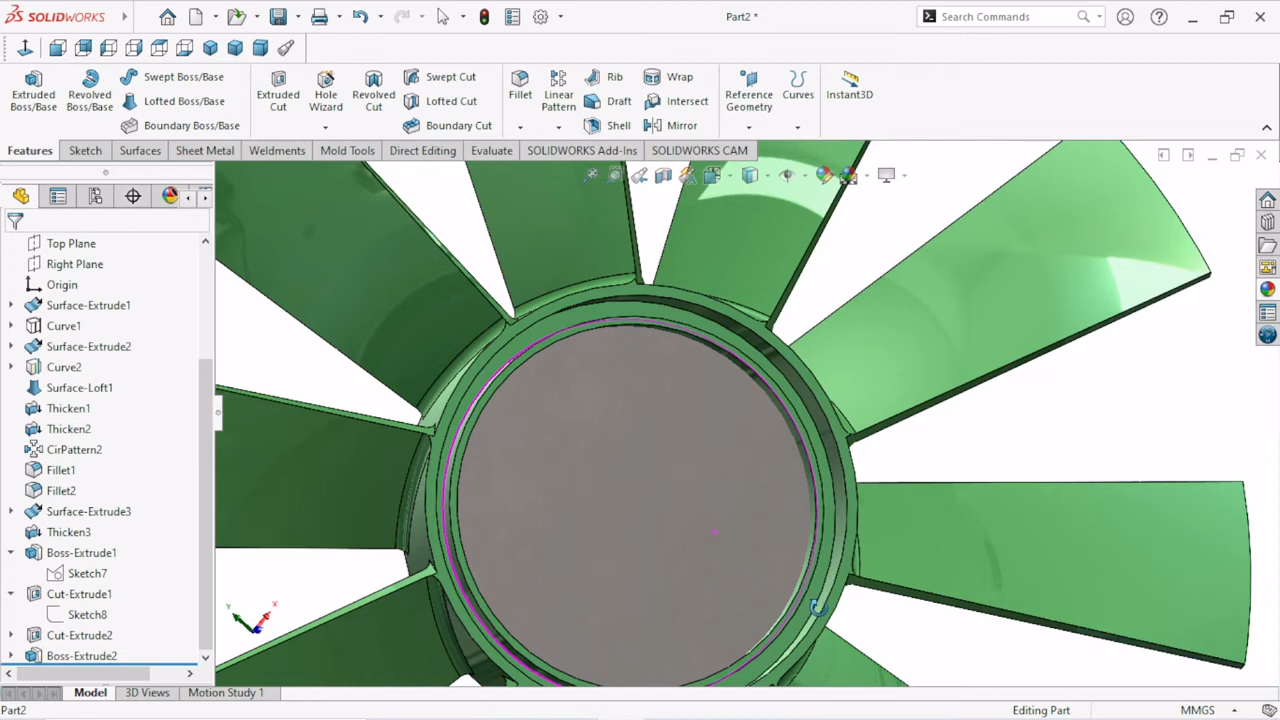 SOLIDWORKS
Part2 *
Search Commands
Extruded Boss/Base
Revolved Boss/Base
Swept Boss/Base
Lofted Boss/Base
Boundary Boss/Base
Extruded Cut
Hole Wizard
Revolved Cut
Swept Cut
Lofted Cut
Boundary Cut
Fillet
Linear Pattern
Rib
Draft
Shell
Wrap
Intersect
Mirror
Reference Geometry
Curves
Instant3D
Features
Sketch
Surfaces
Sheet Metal
Weldments
Mold Tools
Direct Editing
Evaluate
SOLIDWORKS Add-Ins
SOLIDWORKS CAM
Top Plane
Right Plane
Origin
Surface-Extrude1
Curve1
Surface-Extrude2
Curve2
Surface-Loft1
Thicken1
Thicken2
CirPattern2
Fillet1
Fillet2
Surface-Extrude3
Thicken3
Boss-Extrude1
Sketch7
Cut-Extrude1
Sketch8
Cut-Extrude2
Boss-Extrude2
Y
X
Model
3D Views
Motion Study 1
Part2
Editing Part
MMGS